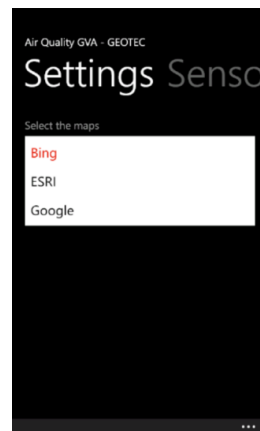 Air Quality GVA - GEOTEC
Settings Senso
Select the maps
Bing
ESRI
Google
...